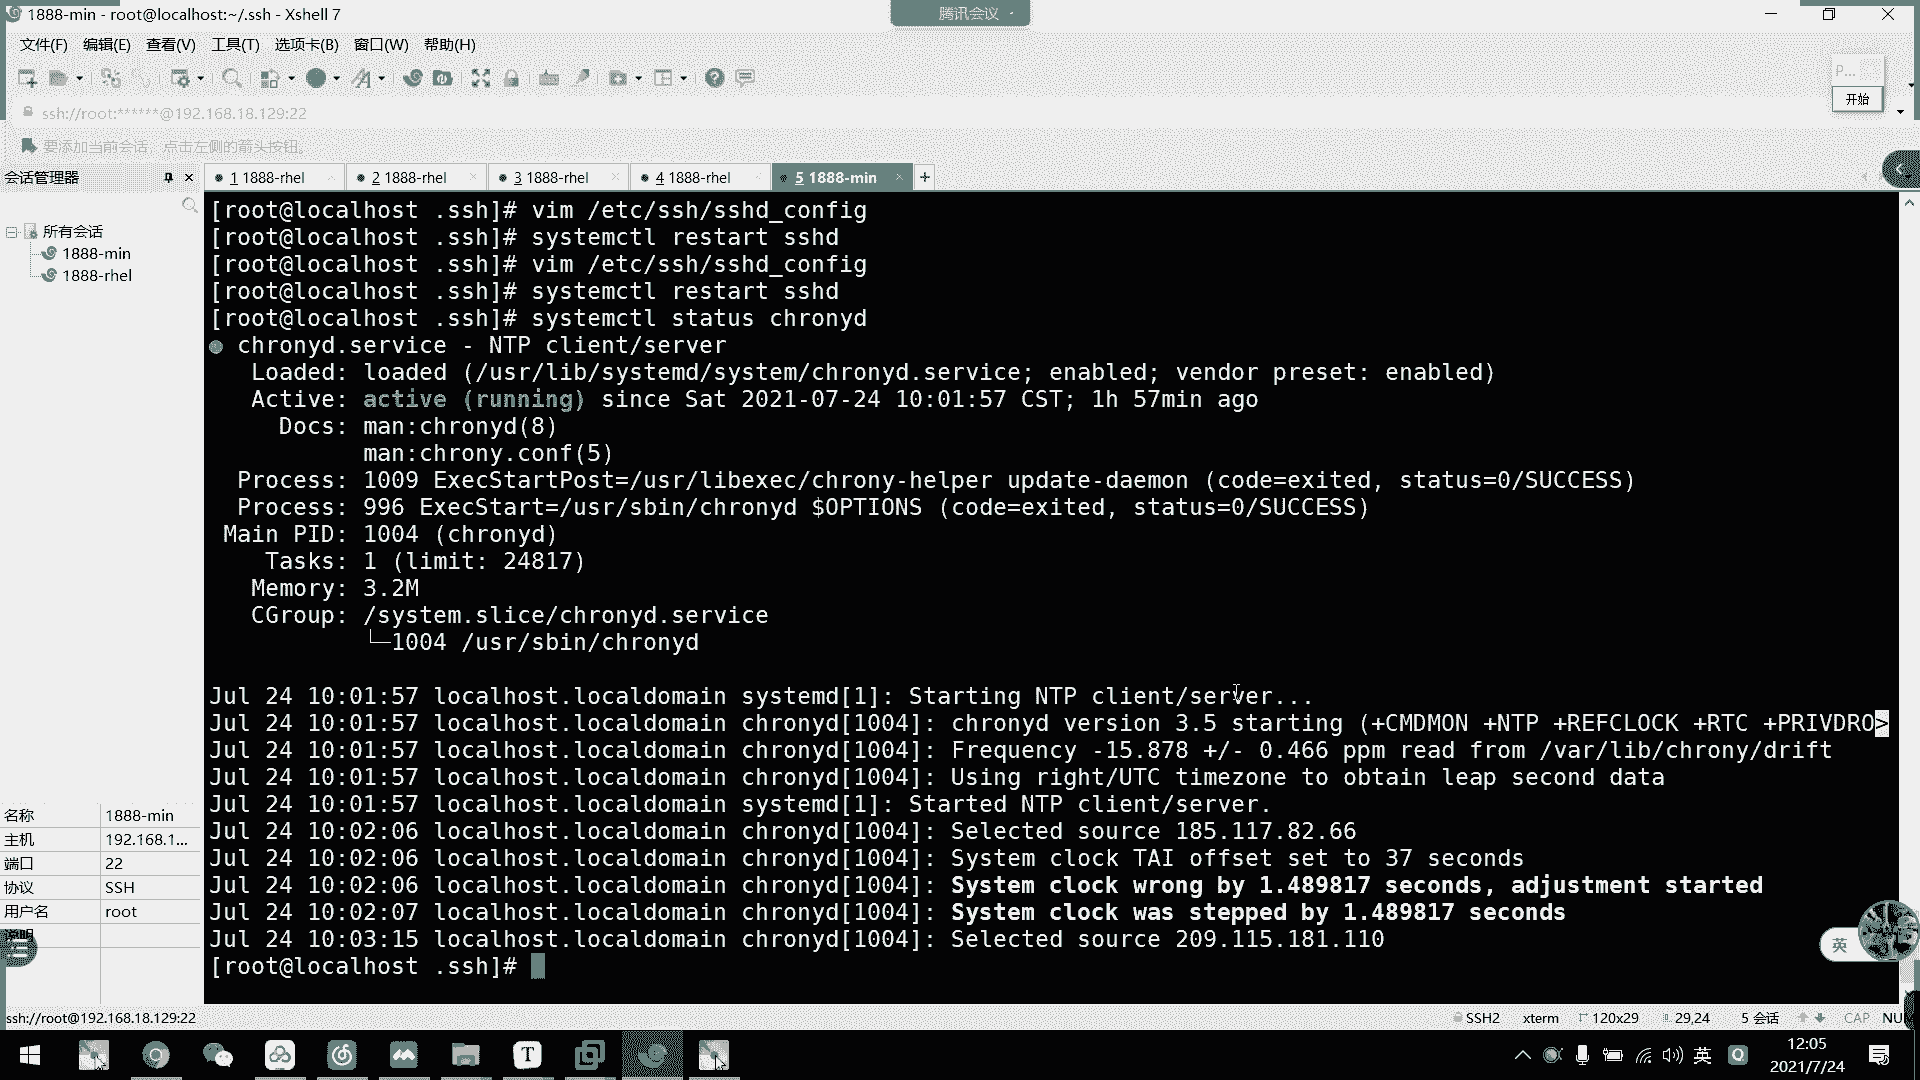 1888-min - root@localhost:~/.ssh - Xshell 7
腾讯会议
文件(F) 编辑(E) 查看(V) 工具(T) 选项卡(B) 窗口(W) 帮助(H)
P...
开始
ssh://root:******@192.168.18.129:22
要添加当前会话，点击左侧的箭头按钮。
会话管理器
1 1888-rhel
2 1888-rhel
3 1888-rhel
4 1888-rhel
5 1888-min
所有会话
1888-min
1888-rhel
[root@localhost .ssh]# vim /etc/ssh/sshd_config
[root@localhost .ssh]# systemctl restart sshd
[root@localhost .ssh]# vim /etc/ssh/sshd_config
[root@localhost .ssh]# systemctl restart sshd
[root@localhost .ssh]# systemctl status chronyd
● chronyd.service - NTP client/server
Loaded: loaded (/usr/lib/systemd/system/chronyd.service; enabled; vendor preset: enabled)
Active: active (running) since Sat 2021-07-24 10:01:57 CST; 1h 57min ago
Docs: man:chronyd(8)
man:chrony.conf(5)
Process: 1009 ExecStartPost=/usr/libexec/chrony-helper update-daemon (code=exited, status=0/SUCCESS)
Process: 996 ExecStart=/usr/sbin/chronyd $OPTIONS (code=exited, status=0/SUCCESS)
Main PID: 1004 (chronyd)
Tasks: 1 (limit: 24817)
Memory: 3.2M
CGroup: /system.slice/chronyd.service
└─1004 /usr/sbin/chronyd
Jul 24 10:01:57 localhost.localdomain systemd[1]: Starting NTP client/server...
Jul 24 10:01:57 localhost.localdomain chronyd[1004]: chronyd version 3.5 starting (+CMDMON +NTP +REFCLOCK +RTC +PRIVDRO>
Jul 24 10:01:57 localhost.localdomain chronyd[1004]: Frequency -15.878 +/- 0.466 ppm read from /var/lib/chrony/drift
Jul 24 10:01:57 localhost.localdomain chronyd[1004]: Using right/UTC timezone to obtain leap second data
Jul 24 10:01:57 localhost.localdomain systemd[1]: Started NTP client/server.
Jul 24 10:02:06 localhost.localdomain chronyd[1004]: Selected source 185.117.82.66
Jul 24 10:02:06 localhost.localdomain chronyd[1004]: System clock TAI offset set to 37 seconds
Jul 24 10:02:06 localhost.localdomain chronyd[1004]: System clock wrong by 1.489817 seconds, adjustment started
Jul 24 10:02:07 localhost.localdomain chronyd[1004]: System clock was stepped by 1.489817 seconds
Jul 24 10:03:15 localhost.localdomain chronyd[1004]: Selected source 209.115.181.110
[root@localhost .ssh]#
名称 1888-min
主机 192.168.1...
端口 22
协议 SSH
用户名 root
说明
英
ssh://root@192.168.18.129:22
SSH2 xterm 120x29 29,24 5 会话 CAP NUM
英
12:05
2021/7/24